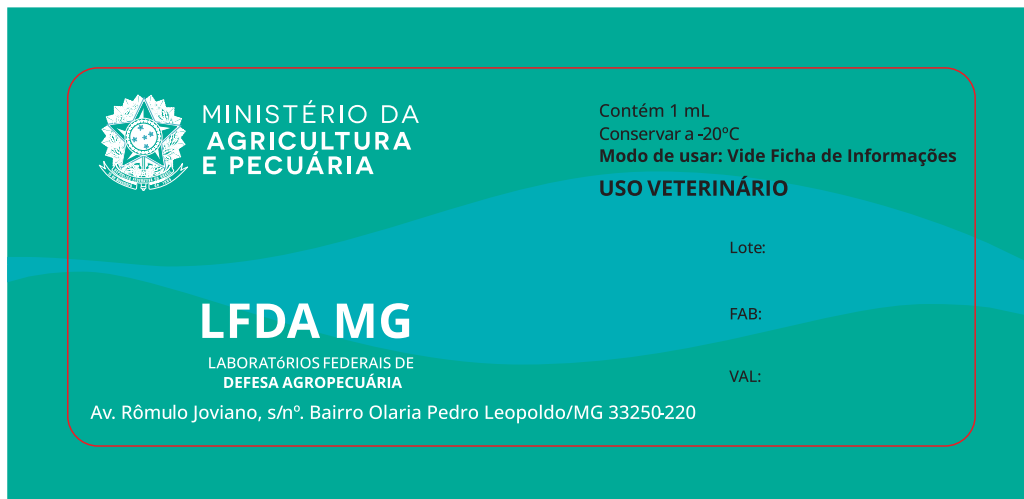 MINISTÉRIO DA
AGRICULTURA
E PECUÁRIA
Contém 1 mL
Conservar a -20ºC
Modo de usar: Vide Ficha de Informações
USO VETERINÁRIO
Lote:
FAB:
VAL:
LFDA MG
LABORATóRIOS FEDERAIS DE
DEFESA AGROPECUÁRIA
Av. Rômulo Joviano, s/nº. Bairro Olaria Pedro Leopoldo/MG 33250-220